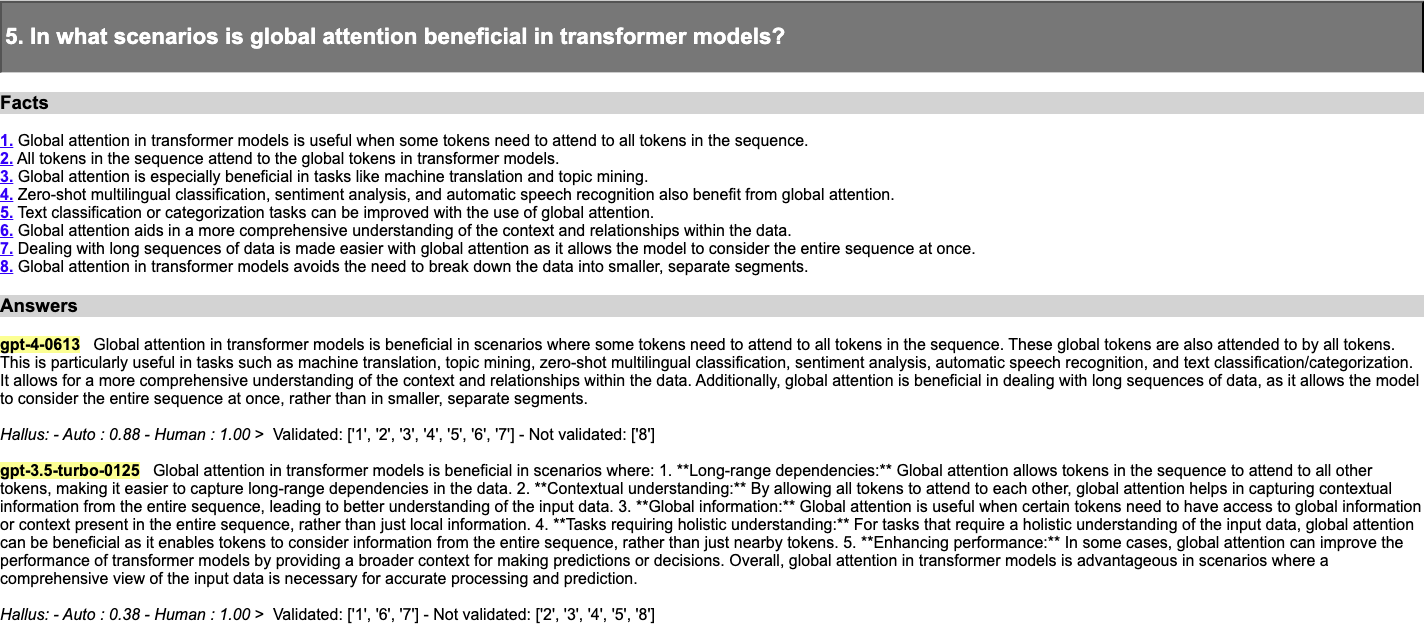 5. In what scenarios is global attention beneficial in transformer models?
Facts
1. Global attention in transformer models is useful when some tokens need to attend to all tokens in the sequence.
2. All tokens in the sequence attend to the global tokens in transformer models.
3. Global attention is especially beneficial in tasks like machine translation and topic mining.
4. Zero-shot multilingual classification, sentiment analysis, and automatic speech recognition also benefit from global attention.
5. Text classification or categorization tasks can be improved with the use of global attention.
6. Global attention aids in a more comprehensive understanding of the context and relationships within the data.
7. Dealing with long sequences of data is made easier with global attention as it allows the model to consider the entire sequence at once.
8. Global attention in transformer models avoids the need to break down the data into smaller, separate segments.
Answers
gpt-4-0613 Global attention in transformer models is beneficial in scenarios where some tokens need to attend to all tokens in the sequence. These global tokens are also attended to by all tokens.
This is particularly useful in tasks such as machine translation, topic mining, zero-shot multilingual classification, sentiment analysis, automatic speech recognition, and text classification/categorization.
It allows for a more comprehensive understanding of the context and relationships within the data. Additionally, global attention is beneficial in dealing with long sequences of data, as it allows the model
to consider the entire sequence at once, rather than in smaller, separate segments.
Hallus: - Auto : 0.88 - Human : 1.00 > Validated: ['1', '2', '3', '4', '5', '6', '7'] - Not validated: ['8']
gpt-3.5-turbo-0125 Global attention in transformer models is beneficial in scenarios where: 1. **Long-range dependencies:** Global attention allows tokens in the sequence to attend to all other
tokens, making it easier to capture long-range dependencies in the data. 2. **Contextual understanding:** By allowing all tokens to attend to each other, global attention helps in capturing contextual
information from the entire sequence, leading to better understanding of the input data. 3. **Global information:** Global attention is useful when certain tokens need to have access to global information
or context present in the entire sequence, rather than just local information. 4. **Tasks requiring holistic understanding:** For tasks that require a holistic understanding of the input data, global attention
can be beneficial as it enables tokens to consider information from the entire sequence, rather than just nearby tokens. 5. **Enhancing performance:** In some cases, global attention can improve the
performance of transformer models by providing a broader context for making predictions or decisions. Overall, global attention in transformer models is advantageous in scenarios where a
comprehensive view of the input data is necessary for accurate processing and prediction.
Hallus: - Auto : 0.38 - Human : 1.00 > Validated: ['1', '6', '7'] - Not validated: ['2', '3', '4', '5', '8']